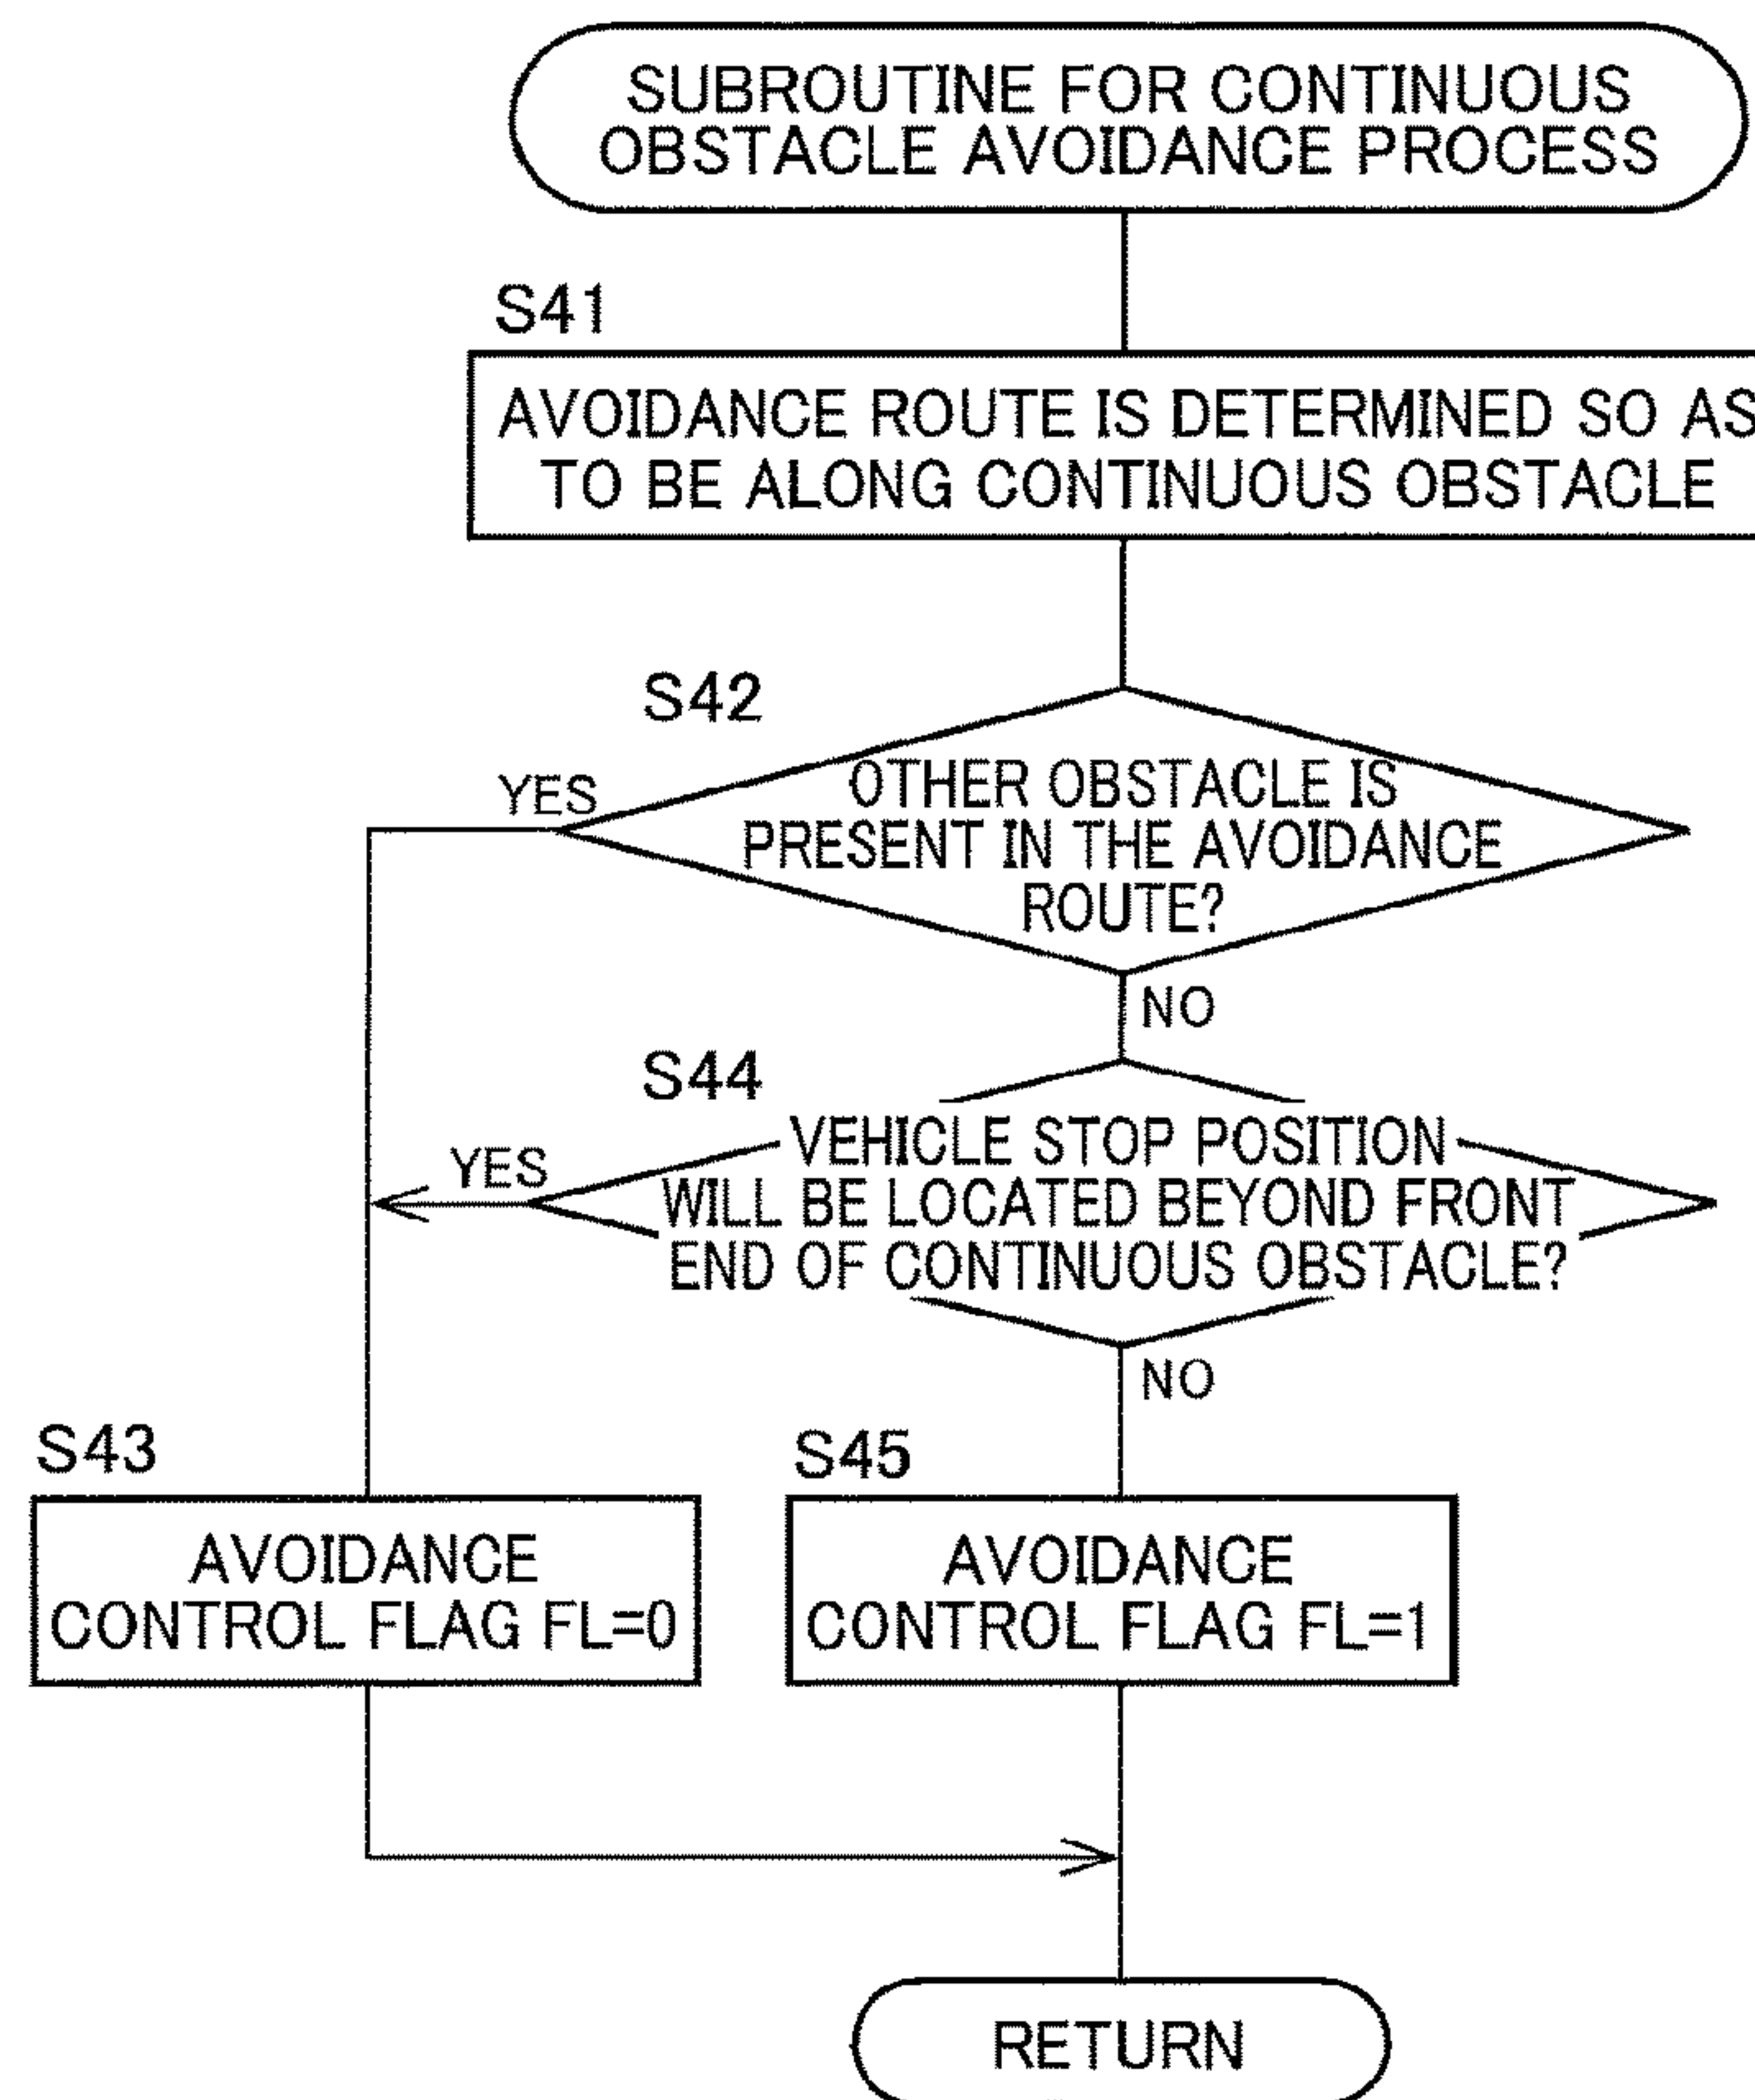 SUBROUTINE FOR CONTINUOUS
OBSTACLE AVOIDANCE PROCESS
S41
AVOIDANCE ROUTE IS DETERMINED SO AS
TO BE ALONG CONTINUOUS OBSTACLE
S42
YES
OTHER OBSTACLE IS
PRESENT IN THE AVOIDANCE
ROUTE?
NO
S44
YES
VEHICLE STOP POSITION
WILL BE LOCATED BEYOND FRONT
END OF CONTINUOUS OBSTACLE?
NO
S43
AVOIDANCE
CONTROL FLAG FL=0
S45
AVOIDANCE
CONTROL FLAG FL=1
RETURN